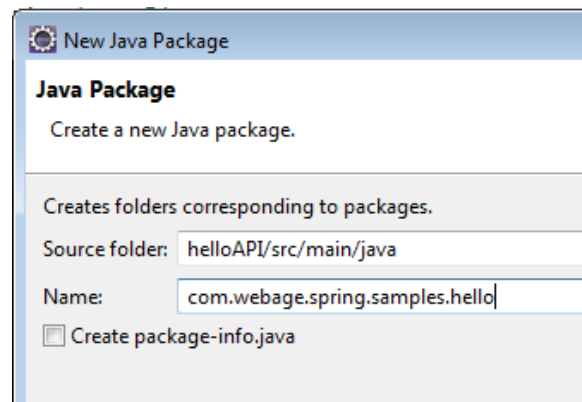 New Java Package
Java Package
Create a new Java package.
Creates folders corresponding to packages.
Source folder: helloAPI/src/main/java
Name: com.webage.spring.samples.hello
Create package-info.java